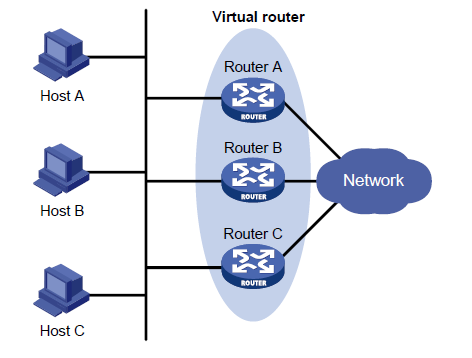 Virtual router
Router A
ROUTER
Host A
Router B
ROUTER
Network
Host B
Router C
ROUTER
Host C